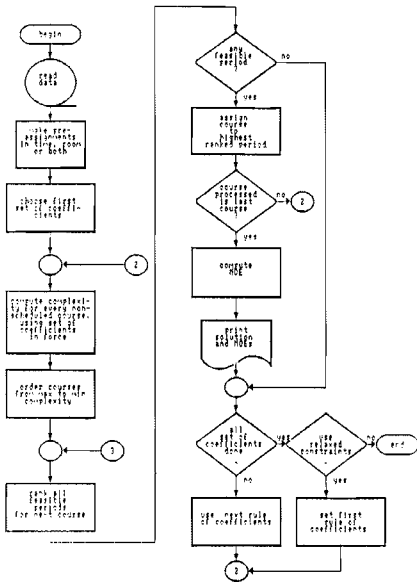 begin
read
data
make pre-
assignments
in time, room
or both
choose first
set of coeffi-
cients
2
compute complexi-
ty for every non-
scheduled course,
using set of
coefficients
in force
order courses
from max to min
complexity
3
rank all
feasible
periods
for next course
any
feasible
period
?
no
yes
assign
course
to
highest
ranked period
course
processed
is last
course
?
no
2
yes
compute
MOE
print
solution
and MOEs
all
set of
coefficients
done
yes
use
relaxed
constraints
no
end
no
yes
use next rule
of coefficients
set first
rule of
coefficients
2